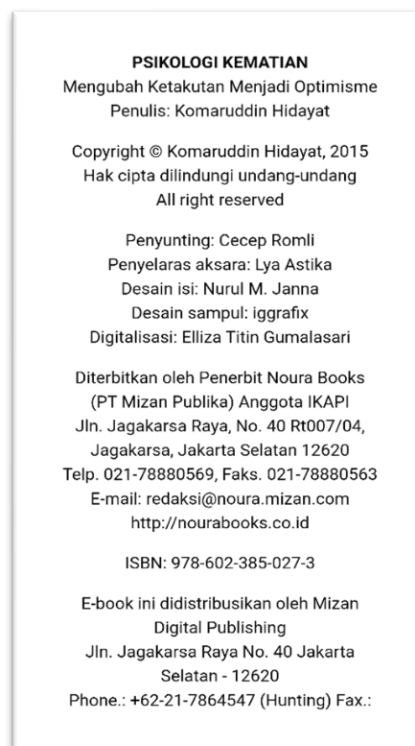 PSIKOLOGI KEMATIAN
Mengubah Ketakutan Menjadi Optimisme
Penulis: Komaruddin Hidayat
Copyright © Komaruddin Hidayat, 2015
Hak cipta dilindungi undang-undang
All right reserved
Penyunting: Cecep Romli
Penyelaras aksara: Lya Astika
Desain isi: Nurul M. Janna
Desain sampul: iggrafix
Digitalisasi: Elliza Titin Gumalasari
Diterbitkan oleh Penerbit Noura Books
(PT Mizan Publika) Anggota IKAPI
Jln. Jagakarsa Raya, No. 40 Rt007/04,
Jagakarsa, Jakarta Selatan 12620
Telp. 021-78880569, Faks. 021-78880563
E-mail: redaksi@noura.mizan.com
http://nourabooks.co.id
ISBN: 978-602-385-027-3
E-book ini didistribusikan oleh Mizan
Digital Publishing
Jln. Jagakarsa Raya No. 40 Jakarta
Selatan - 12620
Phone.: +62-21-7864547 (Hunting) Fax.: